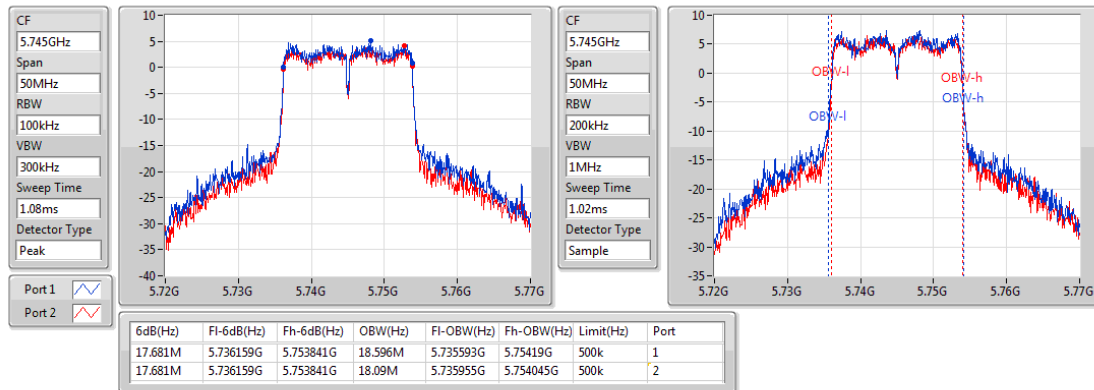 CF
5.745GHz
Span
50MHz
RBW
100kHz
VBW
300kHz
Sweep Time
1.08ms
Detector Type
Peak
Port 1
Port 2
10
5
0
-5
-10
-15
-20
-25
-30
-35
-40
5.72G 5.73G 5.74G 5.75G 5.76G 5.77G
CF
5.745GHz
Span
50MHz
RBW
200kHz
VBW
1MHz
Sweep Time
1.02ms
Detector Type
Sample
10
5
0
-5
-10
-15
-20
-25
-30
-35
OBW-l
OBW-h
OBW-h
OBW-l
5.72G 5.73G 5.74G 5.75G 5.76G 5.77G
6dB(Hz) Fl-6dB(Hz) Fh-6dB(Hz) OBW(Hz) Fl-OBW(Hz) Fh-OBW(Hz) Limit(Hz) Port
17.681M 5.736159G 5.753841G 18.596M 5.735593G 5.75419G 500k 1
17.681M 5.736159G 5.753841G 18.09M 5.735955G 5.754045G 500k 2